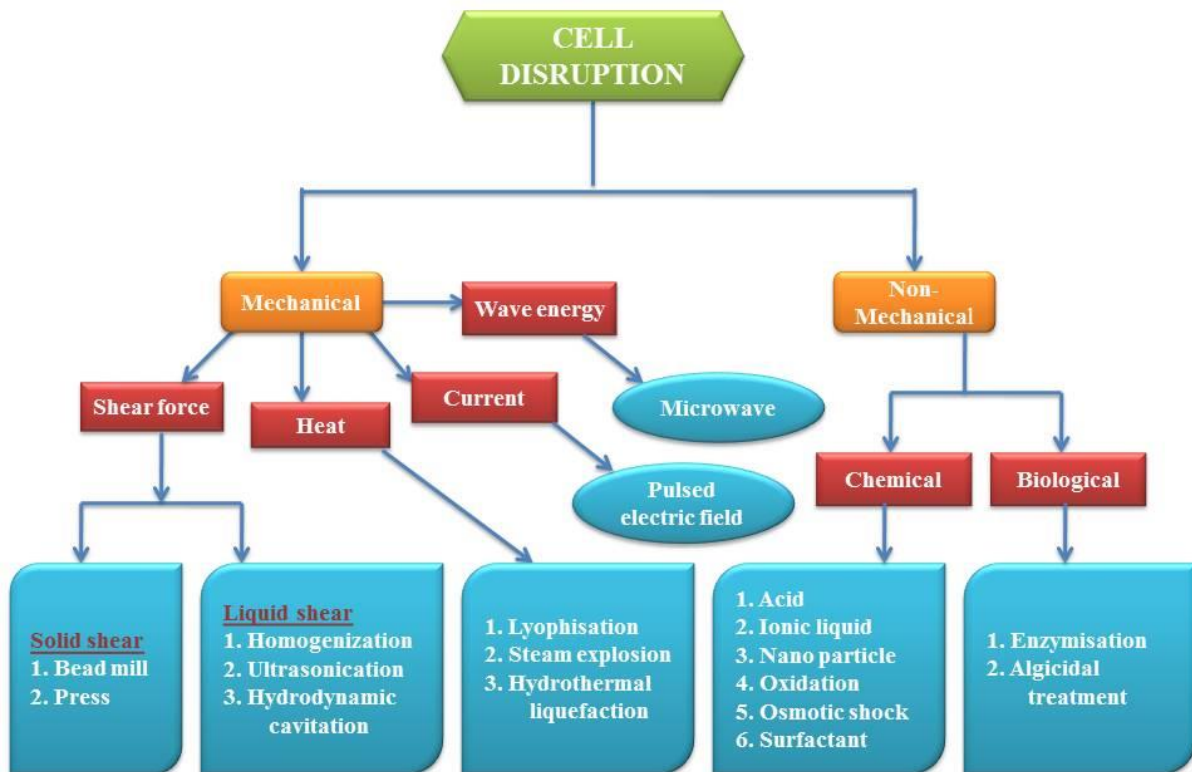 CELL
DISRUPTION
Mechanical
Wave energy
Non-
Mechanical
Shear force
Heat
Current
Microwave
Pulsed
electric field
Chemical
Biological
Solid shear
1. Bead mill
2. Press
Liquid shear
1. Homogenization
2. Ultrasonication
3. Hydrodynamic
cavitation
1. Lyophisation
2. Steam explosion
3. Hydrothermal
liquefaction
1. Acid
2. Ionic liquid
3. Nano particle
4. Oxidation
5. Osmotic shock
6. Surfactant
1. Enzymisation
2. Algicidal
treatment